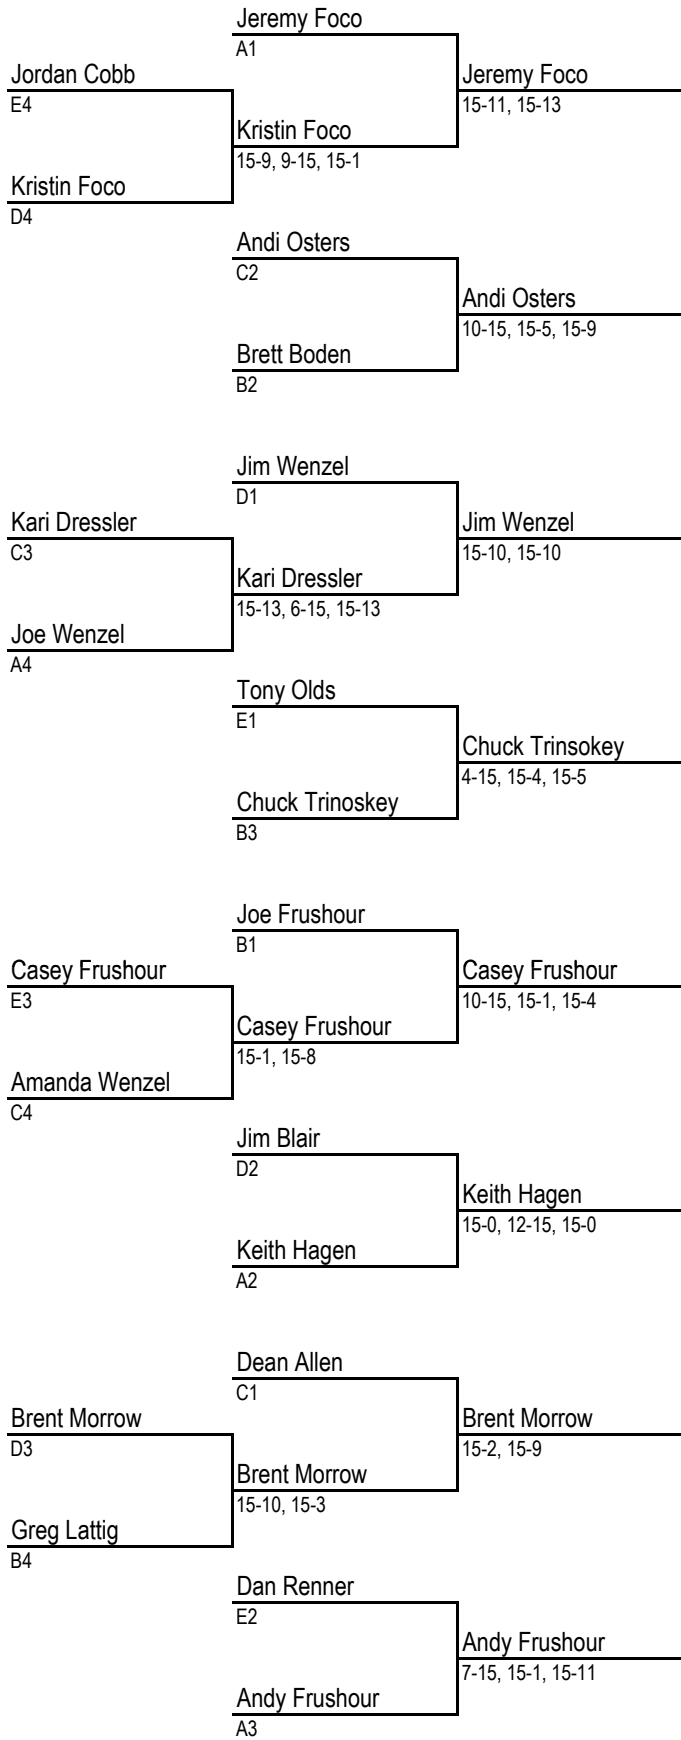 Jeremy Foco
A1
Jordan Cobb
Jeremy Foco
E4
15-11, 15-13
Kristin Foco
15-9, 9-15, 15-1
Kristin Foco
D4
Andi Osters
C2
Andi Osters
10-15, 15-5, 15-9
Brett Boden
B2
Jim Wenzel
D1
Kari Dressler
Jim Wenzel
C3
15-10, 15-10
Kari Dressler
15-13, 6-15, 15-13
Joe Wenzel
A4
Tony Olds
E1
Chuck Trinsokey
4-15, 15-4, 15-5
Chuck Trinoskey
B3
Joe Frushour
B1
Casey Frushour
Casey Frushour
E3
10-15, 15-1, 15-4
Casey Frushour
15-1, 15-8
Amanda Wenzel
C4
Jim Blair
D2
Keith Hagen
15-0, 12-15, 15-0
Keith Hagen
A2
Dean Allen
C1
Brent Morrow
Brent Morrow
D3
15-2, 15-9
Brent Morrow
15-10, 15-3
Greg Lattig
B4
Dan Renner
E2
Andy Frushour
7-15, 15-1, 15-11
Andy Frushour
A3